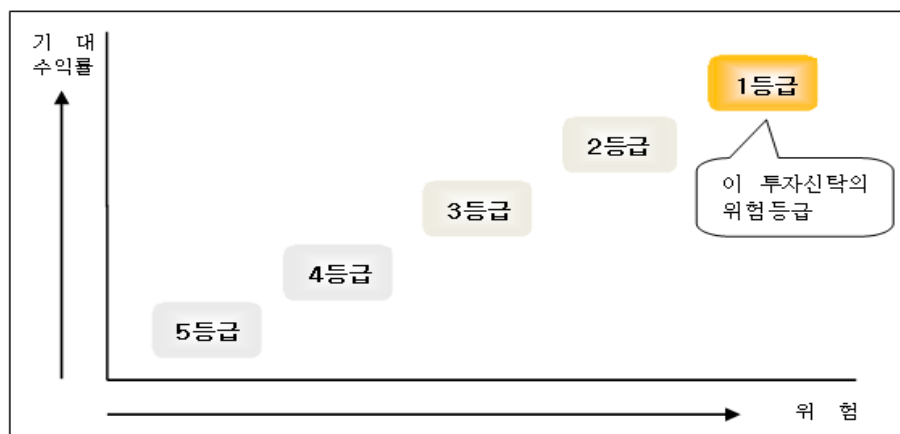 기 대
수익률
1등급
2등급
이 투자신탁의
위험등급
3등급
4등급
5등급
위 험